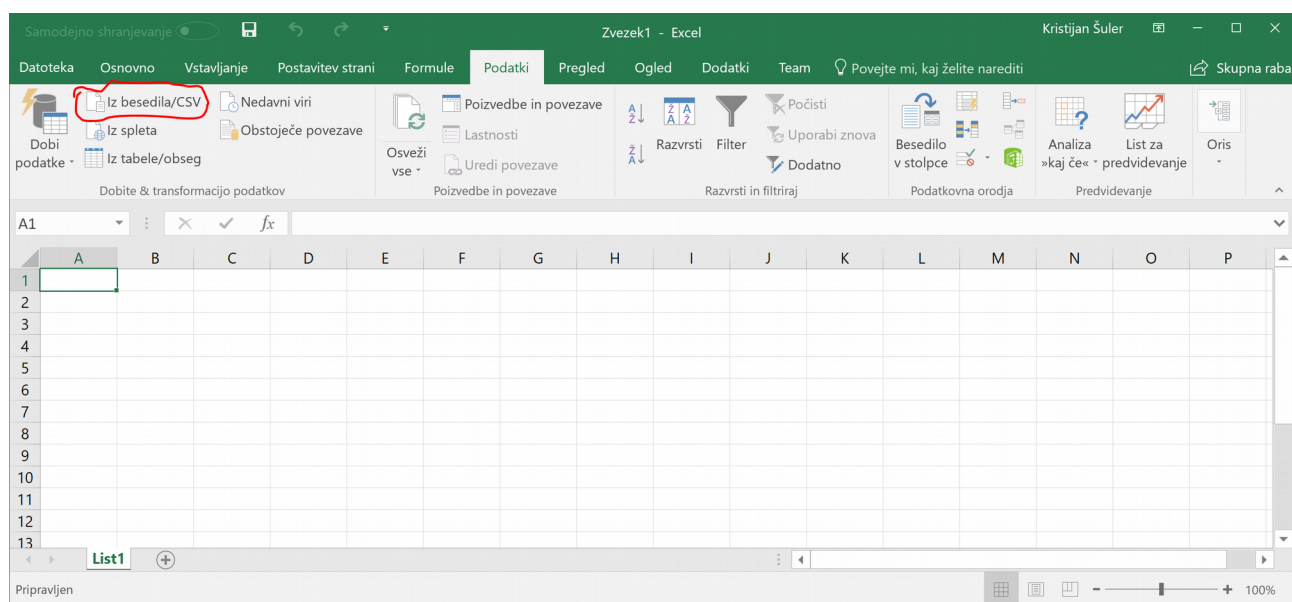 Samodejno shranjevanje Zvezek1 - Excel Kristijan Šuler
Datoteka Osnovno Vstavljanje Postavitev strani Formule Podatki Pregled Ogled Dodatki Team Povejte mi, kaj želite narediti Skupna raba
Dobi podatke
Iz besedila/CSV
Iz spleta
Iz tabele/obseg
Nedavni viri
Obstoječe povezave
Dobite & transformacijo podatkov
Osveži vse
Poizvedbe in povezave
Lastnosti
Uredi povezave
Poizvedbe in povezave
Razvrsti
Filter
Počisti
Uporabi znova
Dodatno
Razvrsti in filtriraj
Besedilo v stolpce
Podatkovna orodja
Analiza »kaj če«
List za predvidevanje
Predvidevanje
Oris
A1 fx
A B C D E F G H I J K L M N O P
1
2
3
4
5
6
7
8
9
10
11
12
13
List1
Pripravljen 100%